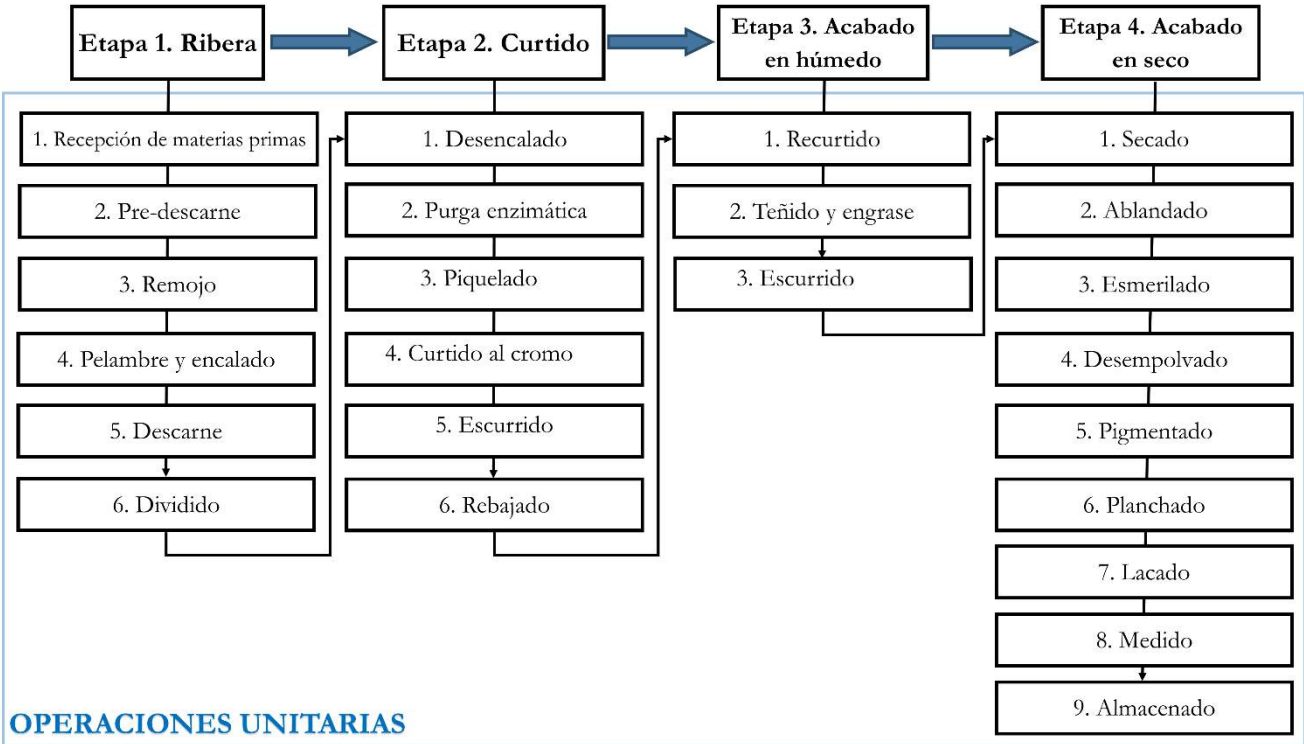 Etapa 1. Ribera
Etapa 2. Curtido
Etapa 3. Acabado
en húmedo
Etapa 4. Acabado
en seco
1. Recepción de materias primas
2. Pre-descarne
3. Remojo
4. Pelambre y encalado
5. Descarne
6. Dividido
1. Desencalado
2. Purga enzimática
3. Piquelado
4. Curtido al cromo
5. Escurrido
6. Rebajado
1. Recurtido
2. Teñido y engrase
3. Escurrido
1. Secado
2. Ablandado
3. Esmerilado
4. Desempolvado
5. Pigmentado
6. Planchado
7. Lacado
8. Medido
9. Almacenado
OPERACIONES UNITARIAS